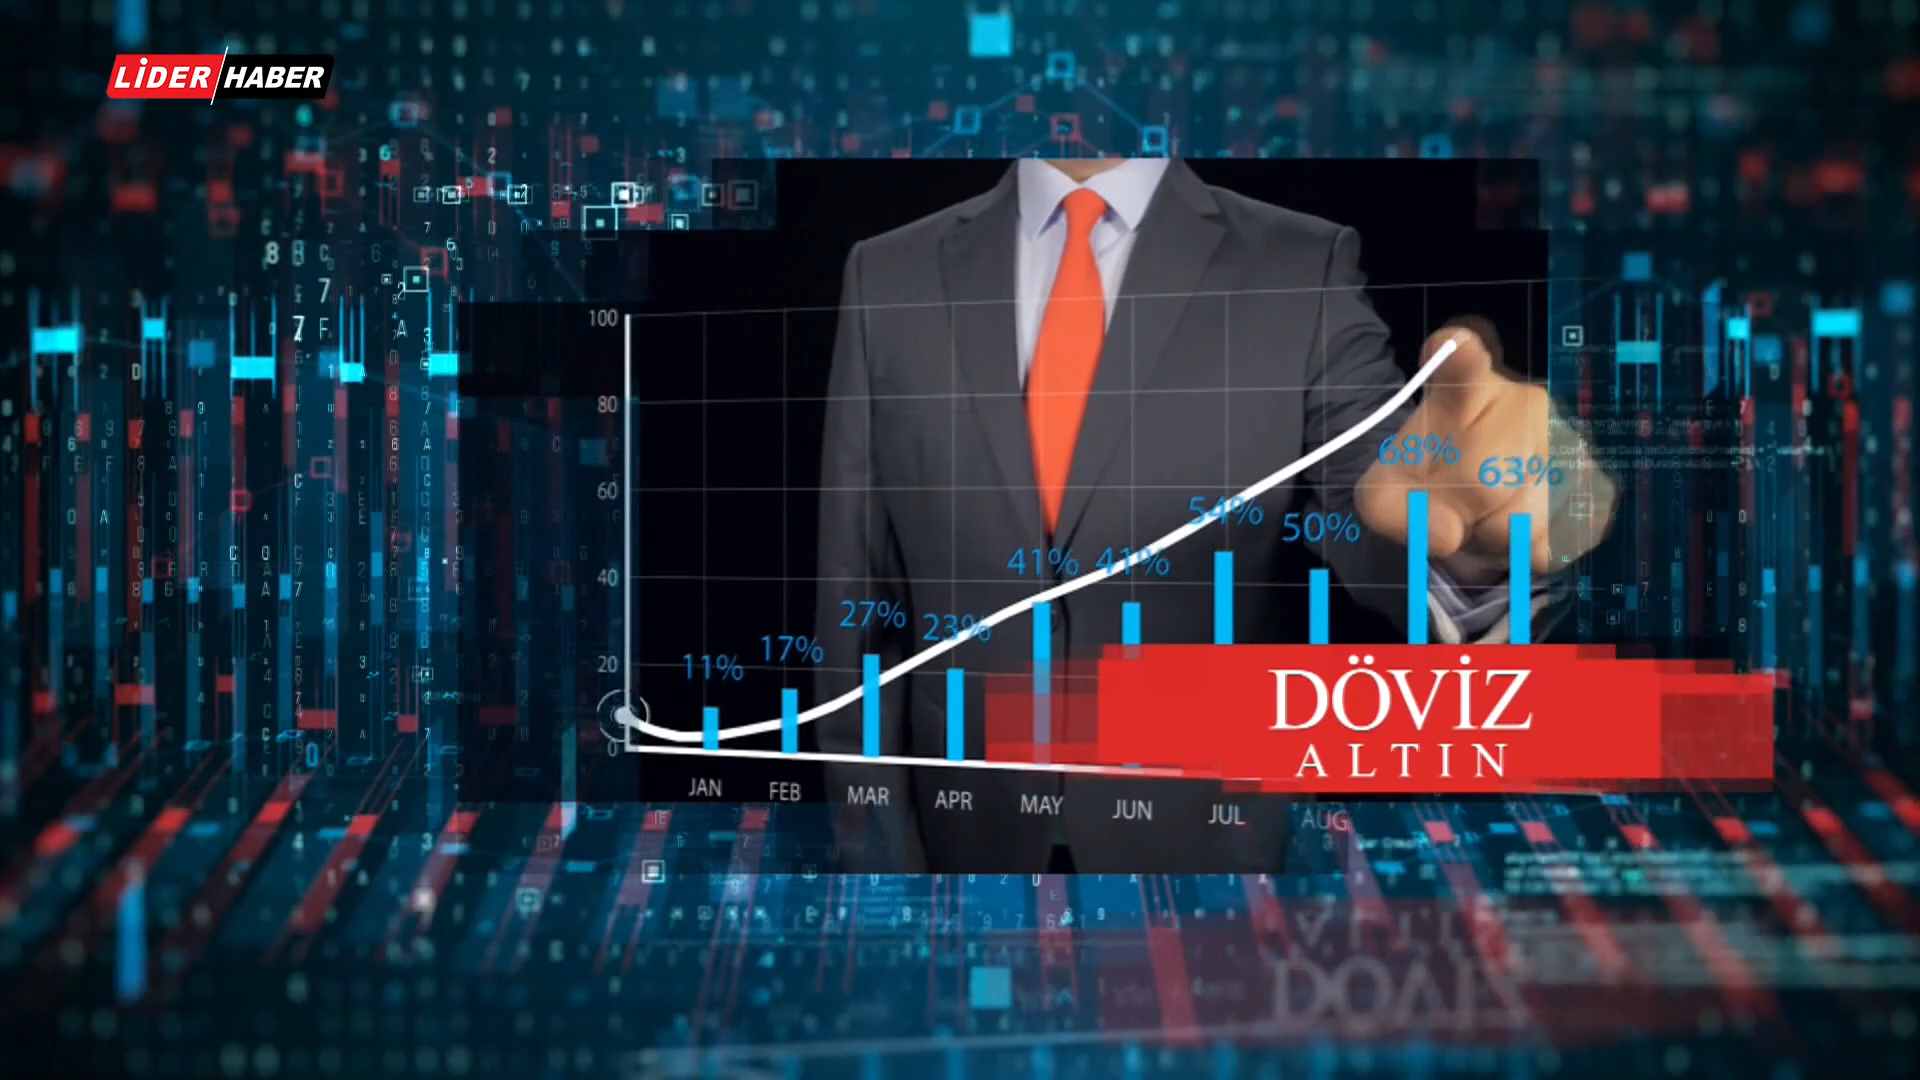 LİDER HABER
100
80
60
40
20
0
11%
17%
27%
23%
41%
41%
54%
50%
68%
63%
JAN
FEB
MAR
APR
MAY
JUN
JUL
AUG
DÖVİZ
ALTIN